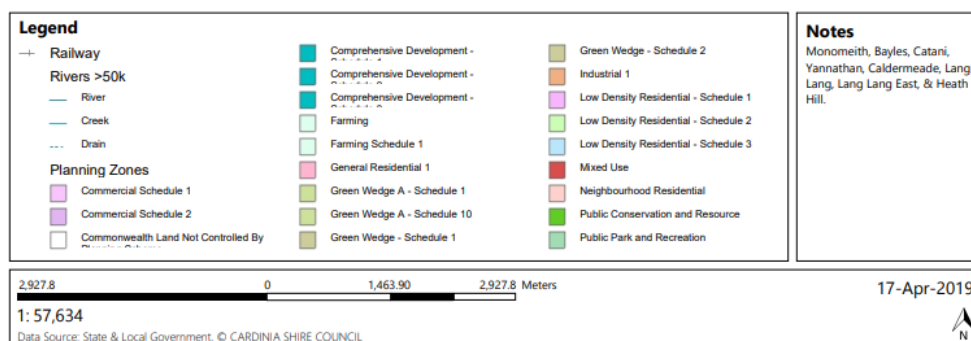 Legend
Railway
Rivers >50k
River
Creek
Drain
Planning Zones
Commercial Schedule 1
Commercial Schedule 2
Commonwealth Land Not Controlled By
Comprehensive Development -
Comprehensive Development -
Comprehensive Development -
Farming
Farming Schedule 1
General Residential 1
Green Wedge A - Schedule 1
Green Wedge A - Schedule 10
Green Wedge - Schedule 1
Green Wedge - Schedule 2
Industrial 1
Low Density Residential - Schedule 1
Low Density Residential - Schedule 2
Low Density Residential - Schedule 3
Mixed Use
Neighbourhood Residential
Public Conservation and Resource
Public Park and Recreation
Notes
Monomeith, Bayles, Catani,
Yannathan, Caldermeade, Lang
Lang, Lang Lang East, & Heath
Hill.
2,927.8 0 1,463.90 2,927.8 Meters
1: 57,634
Data Source: State & Local Government. © CARDINIA SHIRE COUNCIL
17-Apr-2019
N